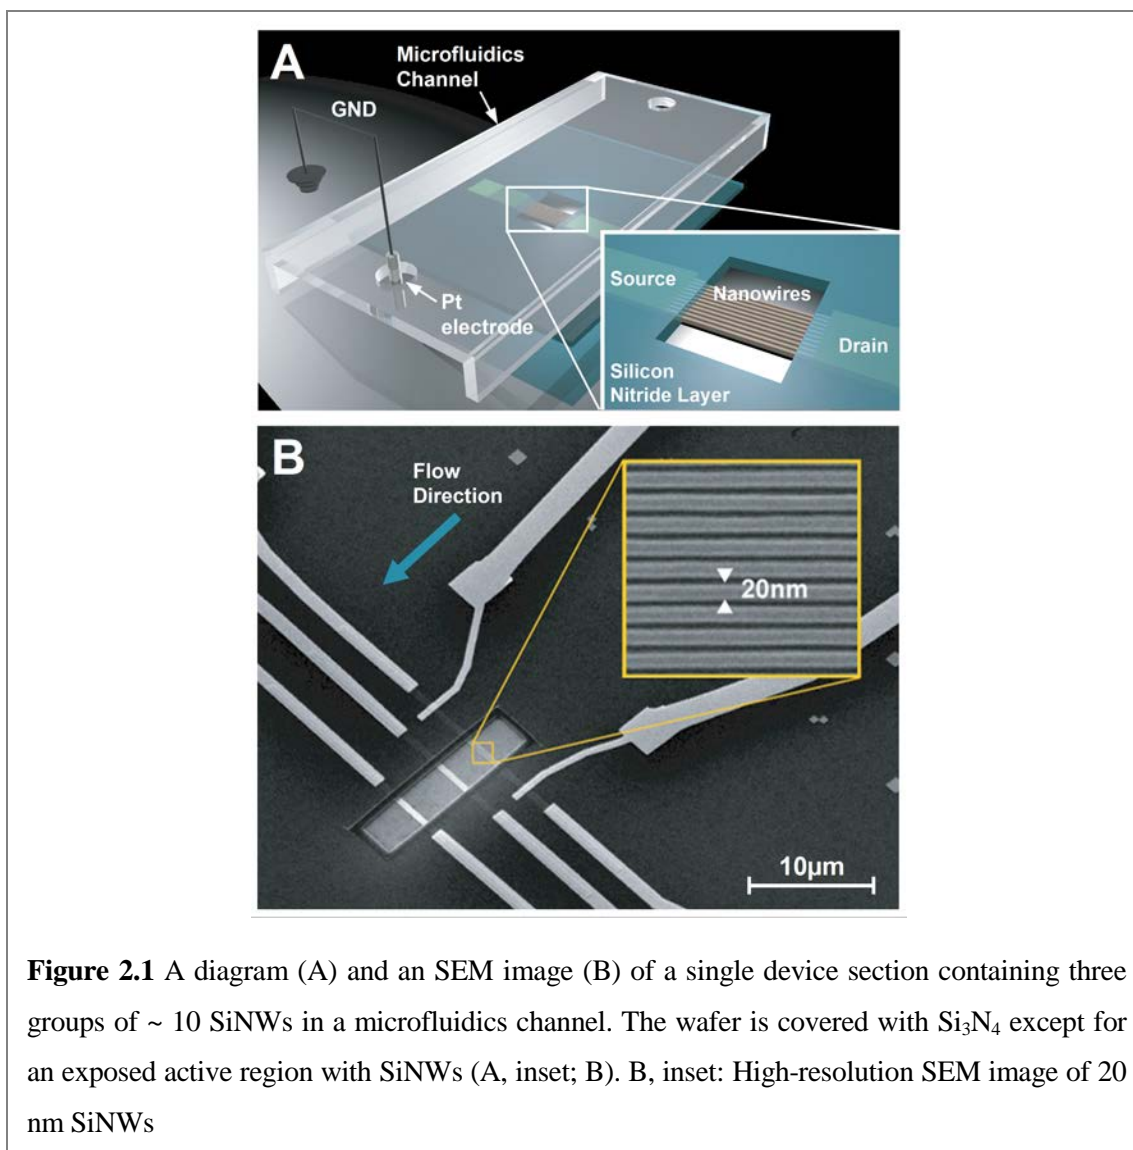 A
Microfluidics
Channel
GND
Pt
electrode
Source
Nanowires
Drain
Silicon
Nitride Layer
B
Flow
Direction
20nm
10µm
Figure 2.1 A diagram (A) and an SEM image (B) of a single device section containing three
groups of ~ 10 SiNWs in a microfluidics channel. The wafer is covered with Si₃N₄ except for
an exposed active region with SiNWs (A, inset; B). B, inset: High-resolution SEM image of 20
nm SiNWs